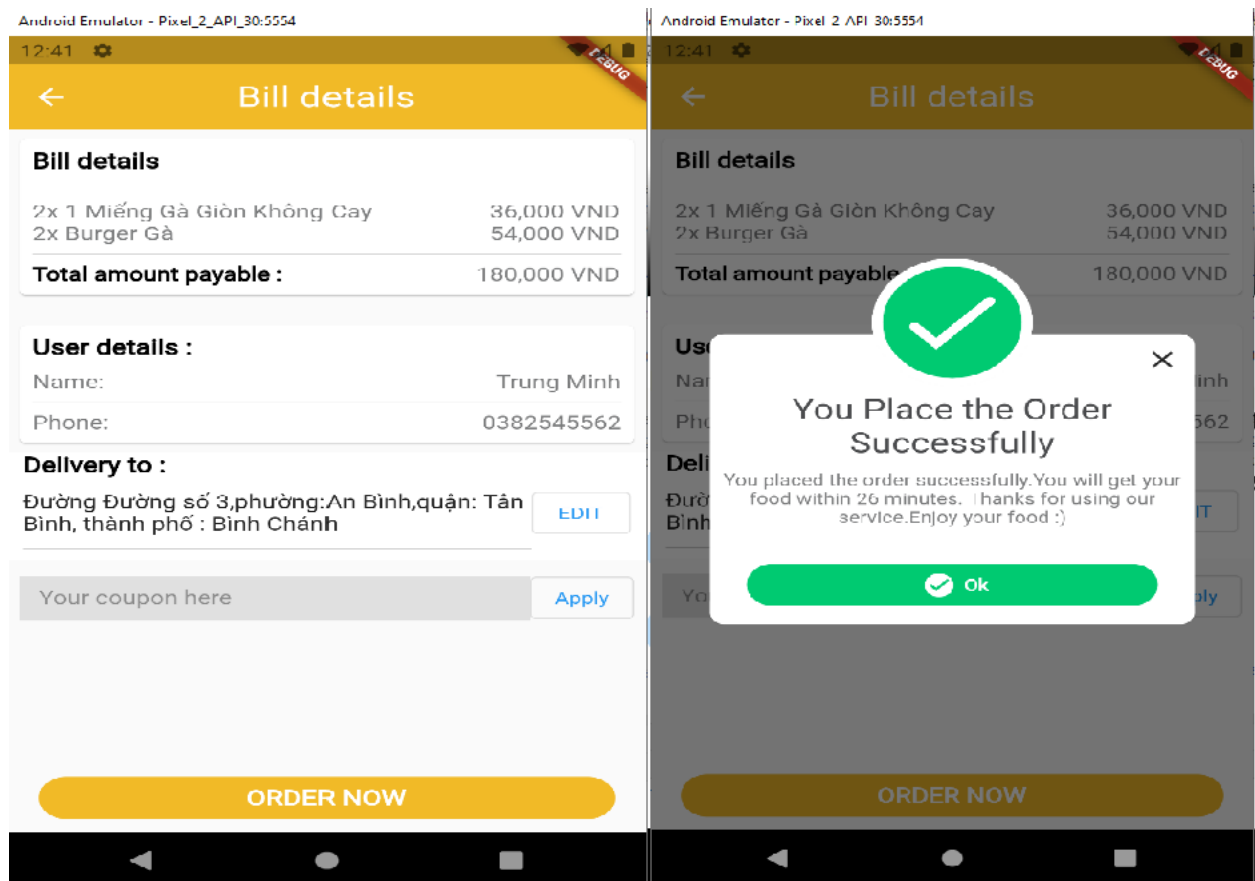 Android Emulator - Pixel_2_API_30:5554
12:41
DEBUG
Bill details
Bill details
2x 1 Miếng Gà Giòn Không Cay 36,000 VND
2x Burger Gà 54,000 VND
Total amount payable : 180,000 VND
User details :
Name: Trung Minh
Phone: 0382545562
Delivery to :
Đường Đường số 3,phường:An Bình,quận: Tân
Bình, thành phố : Bình Chánh
EDIT
Your coupon here
Apply
ORDER NOW
Android Emulator - Pixel_2_API_30:5554
12:41
DEBUG
Bill details
Bill details
2x 1 Miếng Gà Giòn Không Cay 36,000 VND
2x Burger Gà 54,000 VND
Total amount payable 180,000 VND
You Place the Order
Successfully
You placed the order successfully.You will get your
food within 26 minutes. Thanks for using our
service.Enjoy your food :)
Ok
ORDER NOW